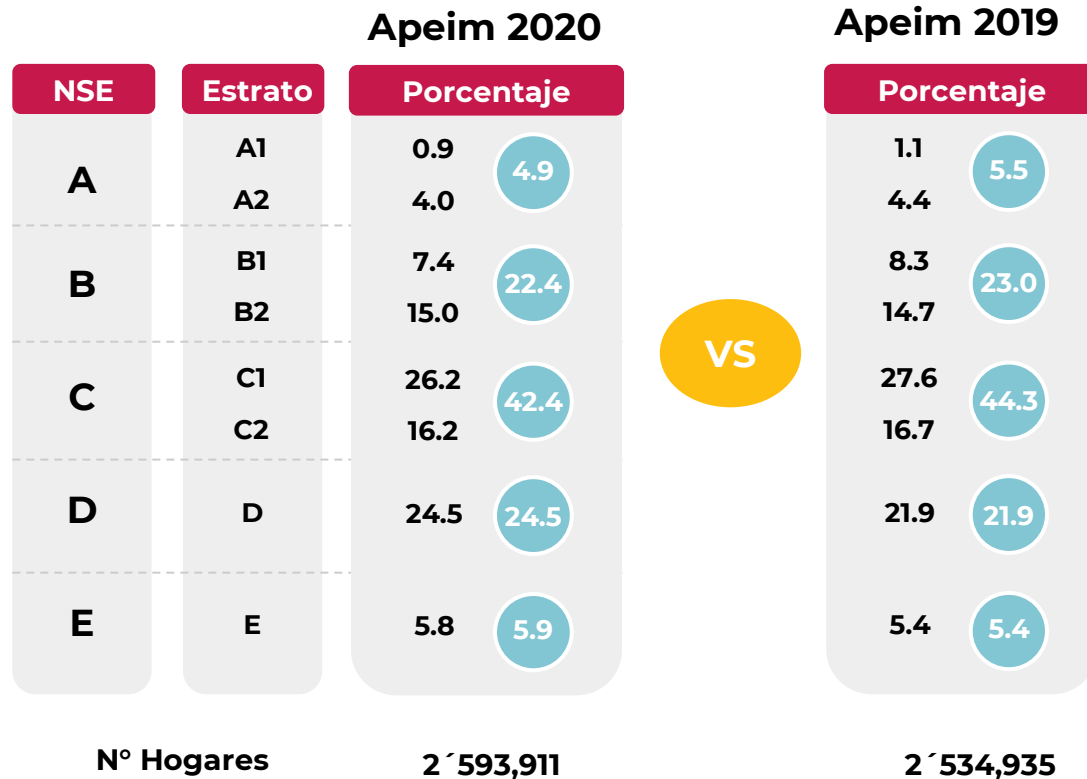 Apeim 2020 Apeim 2019
NSE Estrato Porcentaje Porcentaje
A1 0.9 1.1
A 4.9 5.5
A2 4.0 4.4
B1 7.4 8.3
B 22.4 23.0
B2 15.0 14.7
VS
C1 26.2 27.6
C 42.4 44.3
C2 16.2 16.7
D D 24.5 24.5 21.9 21.9
E E 5.8 5.9 5.4 5.4
N° Hogares 2´593,911 2´534,935